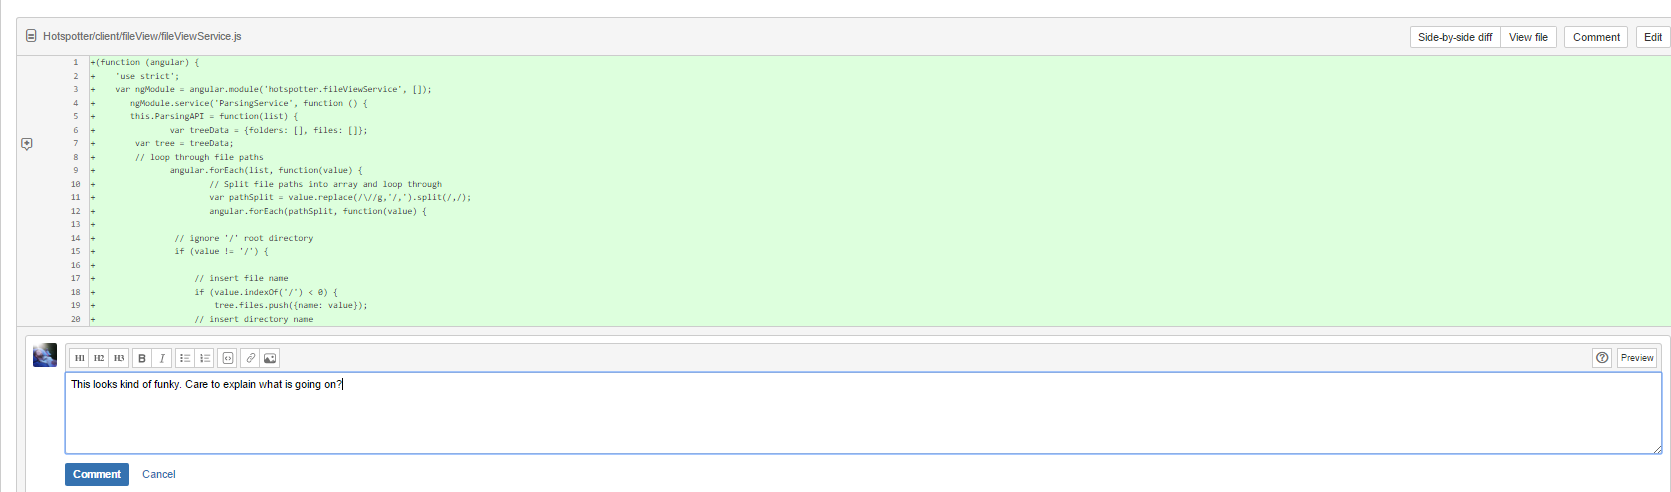 Hotspotter/client/fileView/fileViewService.js Side-by-side diff View file Comment Edit
1 +(function (angular) {
2 + 'use strict';
3 + var ngModule = angular.module('hotspotter.fileViewService', []);
4 + ngModule.service('ParsingService', function () {
5 + this.ParsingAPI = function(list) {
6 + var treeData = {folders: [], files: []};
7 + var tree = treeData;
8 + // loop through file paths
9 + angular.forEach(list, function(value) {
10 + // Split file paths into array and loop through
11 + var pathSplit = value.replace(/\//g,'/,').split(/,/);
12 + angular.forEach(pathSplit, function(value) {
13 +
14 + // ignore '/' root directory
15 + if (value != '/') {
16 +
17 + // insert file name
18 + if (value.indexOf('/') < 0) {
19 + tree.files.push({name: value});
20 + // insert directory name
H1 H2 H3 B I Preview
This looks kind of funky. Care to explain what is going on?
Comment Cancel